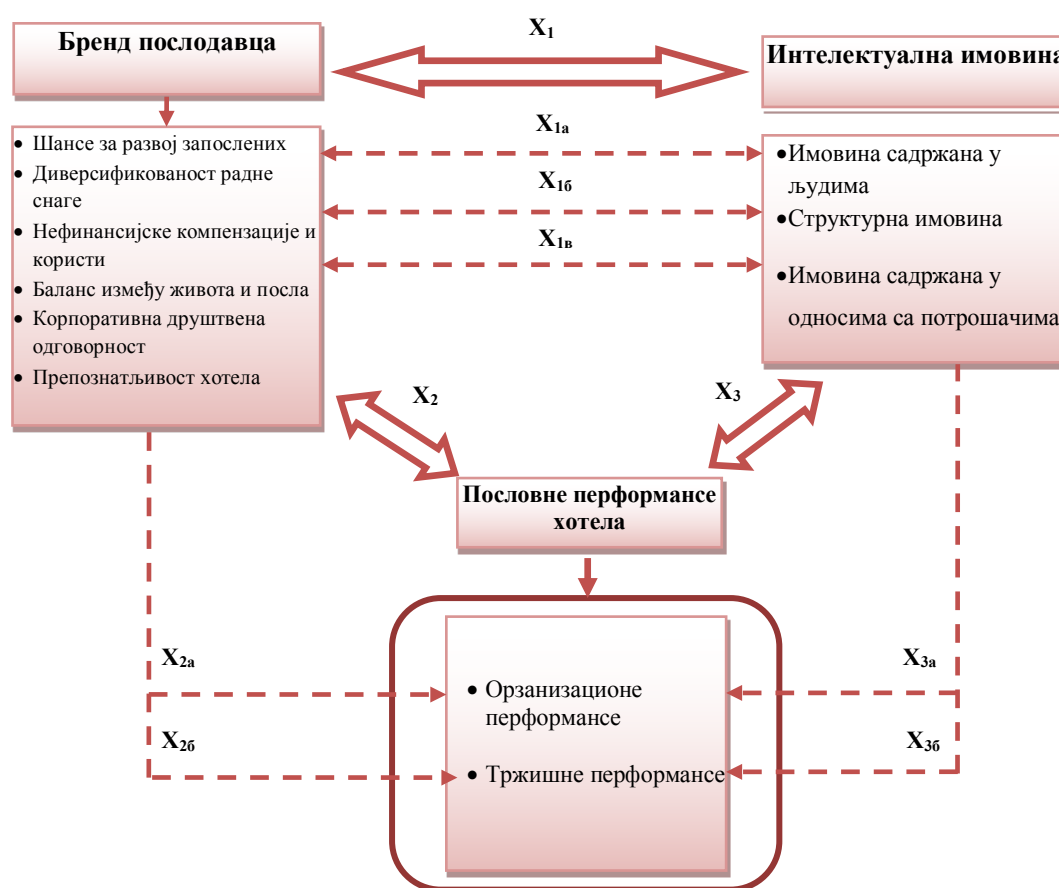 Бренд послодавца
X1
Интелектуална имовина
• Шансе за развој запослених
• Диверсификованост радне
снаге
• Нефинансијске компензације и
користи
• Баланс између живота и посла
• Корпоративна друштвена
одговорност
• Препознатљивост хотела
X1а
X1б
X1в
•Имовина садржана у
људима
•Структурна имовина
•Имовина садржана у
односима са потрошачима
X2
X3
Пословне перформансе
хотела
X2а
X2б
• Орзанизационе
перформансе
• Тржишне перформансе
X3а
X3б